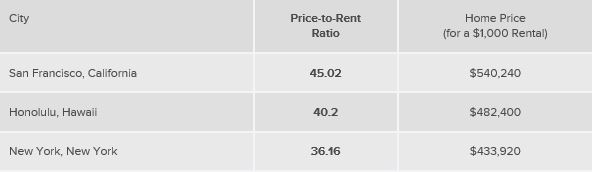 City Price-to-Rent Home Price
Ratio (for a $1,000 Rental)
San Francisco, California 45.02 $540,240
Honolulu, Hawaii 40.2 $482,400
New York, New York 36.16 $433,920